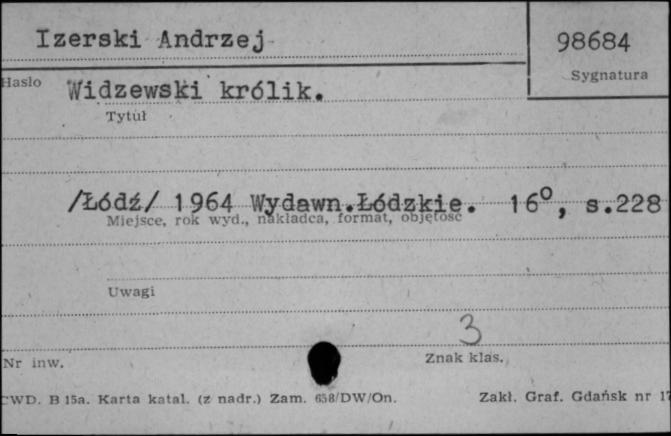 Izerski Andrzej
98684
Sygnatura
Hasło
Widzewski królik.
Tytuł
/Łódź/ 1964 Wydawn.Łódzkie. 16°, s.228
Miejsce, rok wyd., nakładca, format, objętość
Uwagi
3
Nr inw.
Znak klas.
CWD. B 15a. Karta katal. (z nadr.) Zam. 658/DW/On.
Zakł. Graf. Gdańsk nr 17